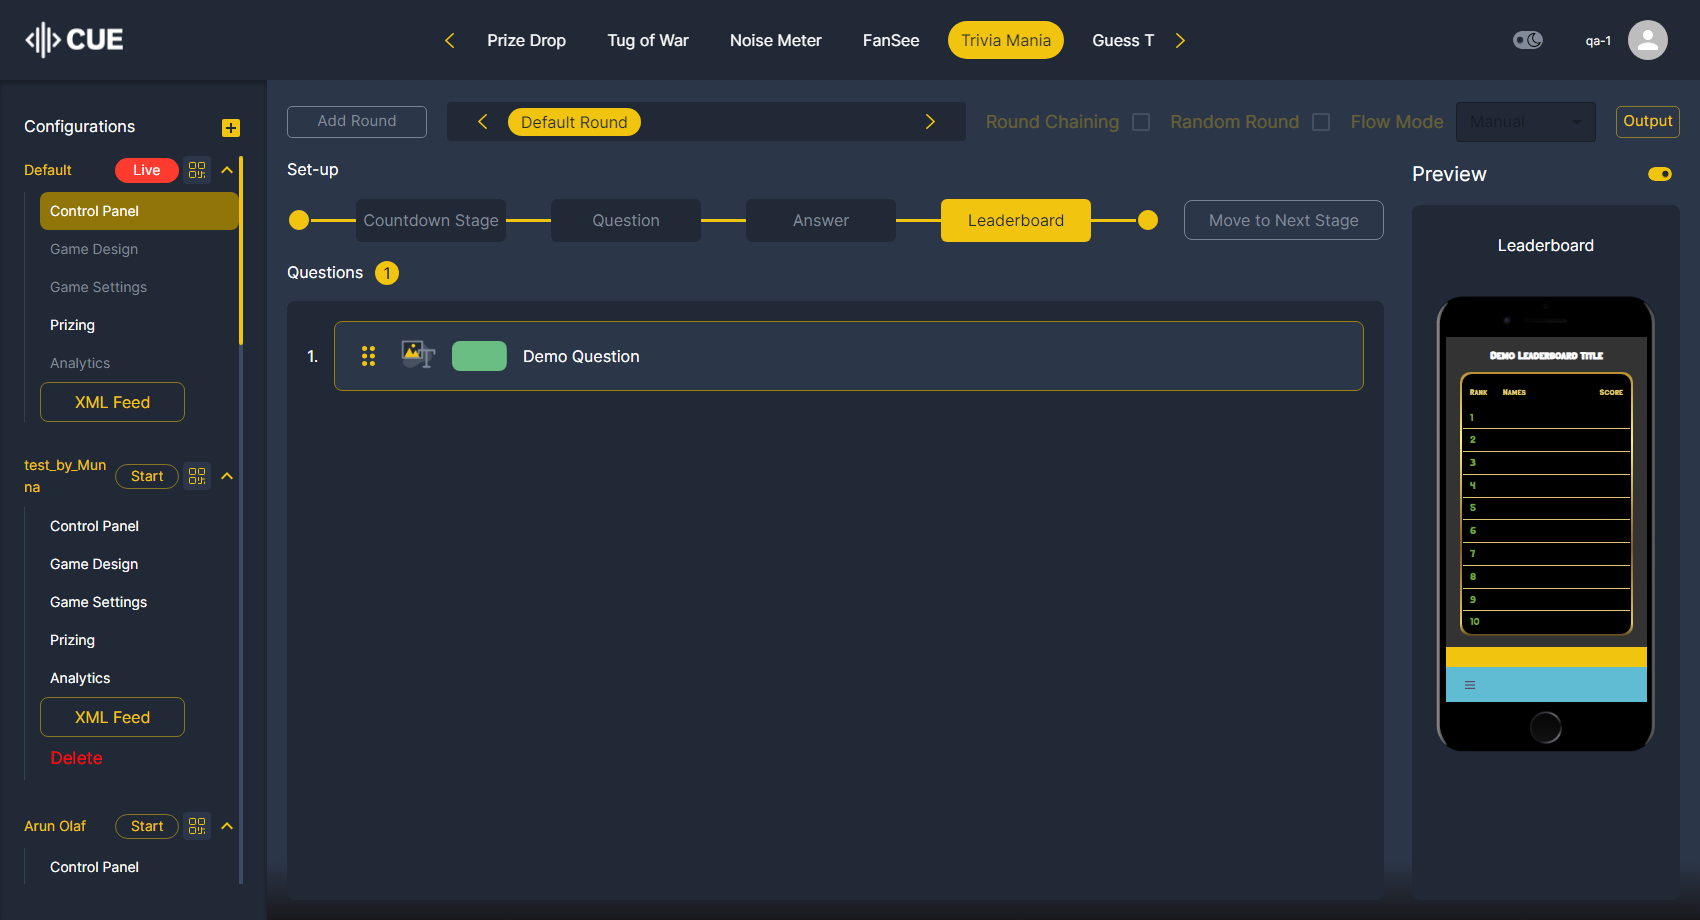 CUE
Prize Drop
Tug of War
Noise Meter
FanSee
Trivia Mania
Guess T
qa-1
Configurations
Default
Live
Control Panel
Game Design
Game Settings
Prizing
Analytics
XML Feed
test_by_Mun
na
Start
Control Panel
Game Design
Game Settings
Prizing
Analytics
XML Feed
Delete
Arun Olaf
Start
Control Panel
Add Round
Default Round
Round Chaining
Random Round
Flow Mode
Manual
Output
Set-up
Countdown Stage
Question
Answer
Leaderboard
Move to Next Stage
Questions
1
1.
Demo Question
Preview
Leaderboard
Demo Leaderboard title
Rank Names Score
1
2
3
4
5
6
7
8
9
10